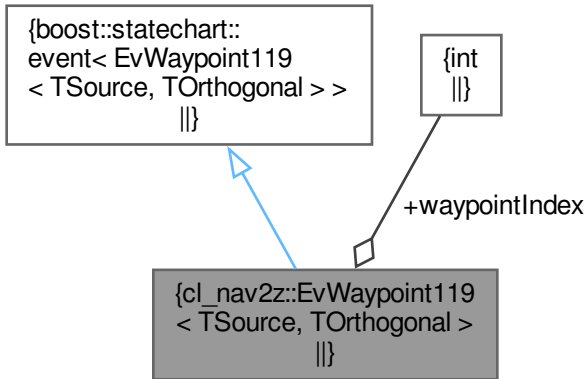 {boost::statechart::
event< EvWaypoint119
< TSource, TOrthogonal > >
||}
{int
||}
+waypointIndex
{cl_nav2z::EvWaypoint119
< TSource, TOrthogonal >
||}